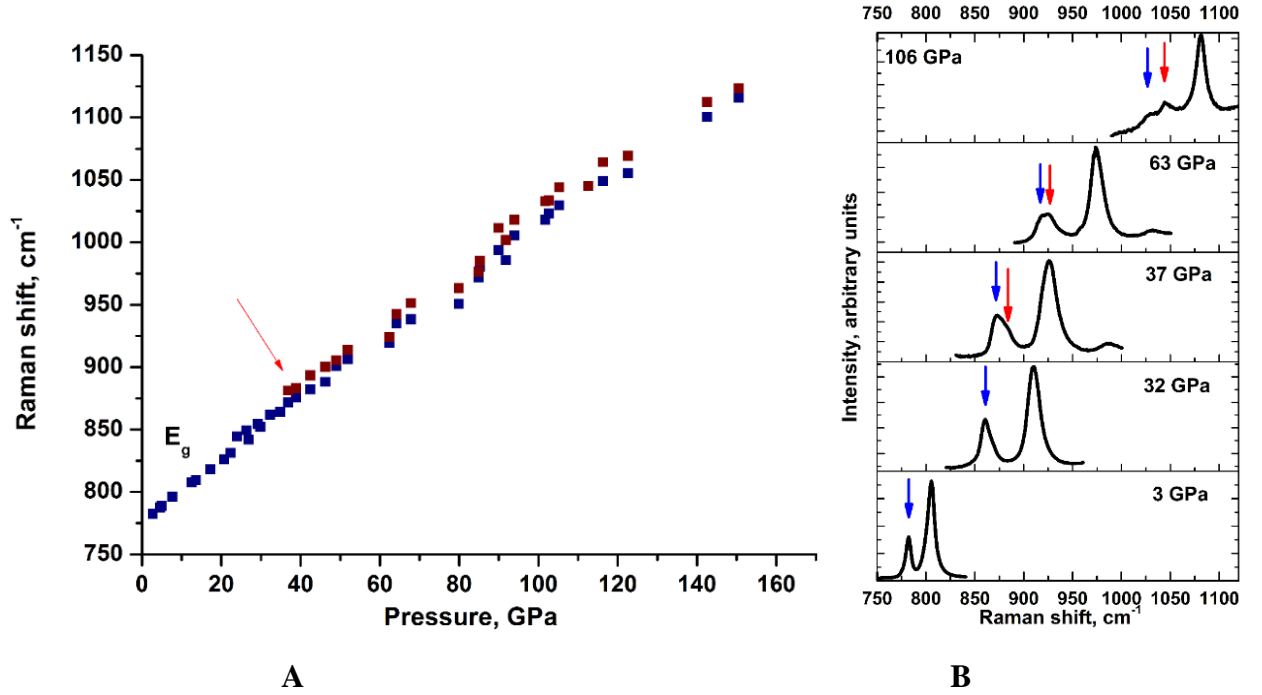 1150
1100
1050
1000
950
900
850
800
750
Raman shift, cm-1
Eg
0 20 40 60 80 100 120 140 160
Pressure, GPa
A
750 800 850 900 950 1000 1050 1100
106 GPa
63 GPa
37 GPa
32 GPa
3 GPa
Intensity, arbitrary units
750 800 850 900 950 1000 1050 1100
Raman shift, cm-1
B